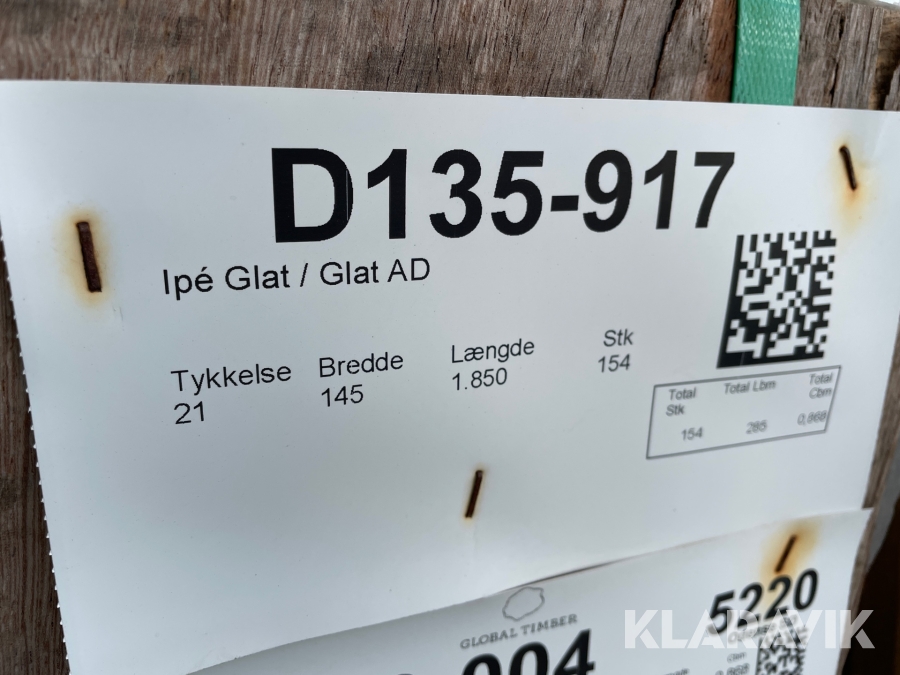 D135-917
Ipé Glat / Glat AD
Tykkelse Bredde Længde Stk
21 145 1.850 154
Total Stk Total Lbm Total Cbm
154 285 0,868
GLOBAL TIMBER
5220
004
KLARAVIK